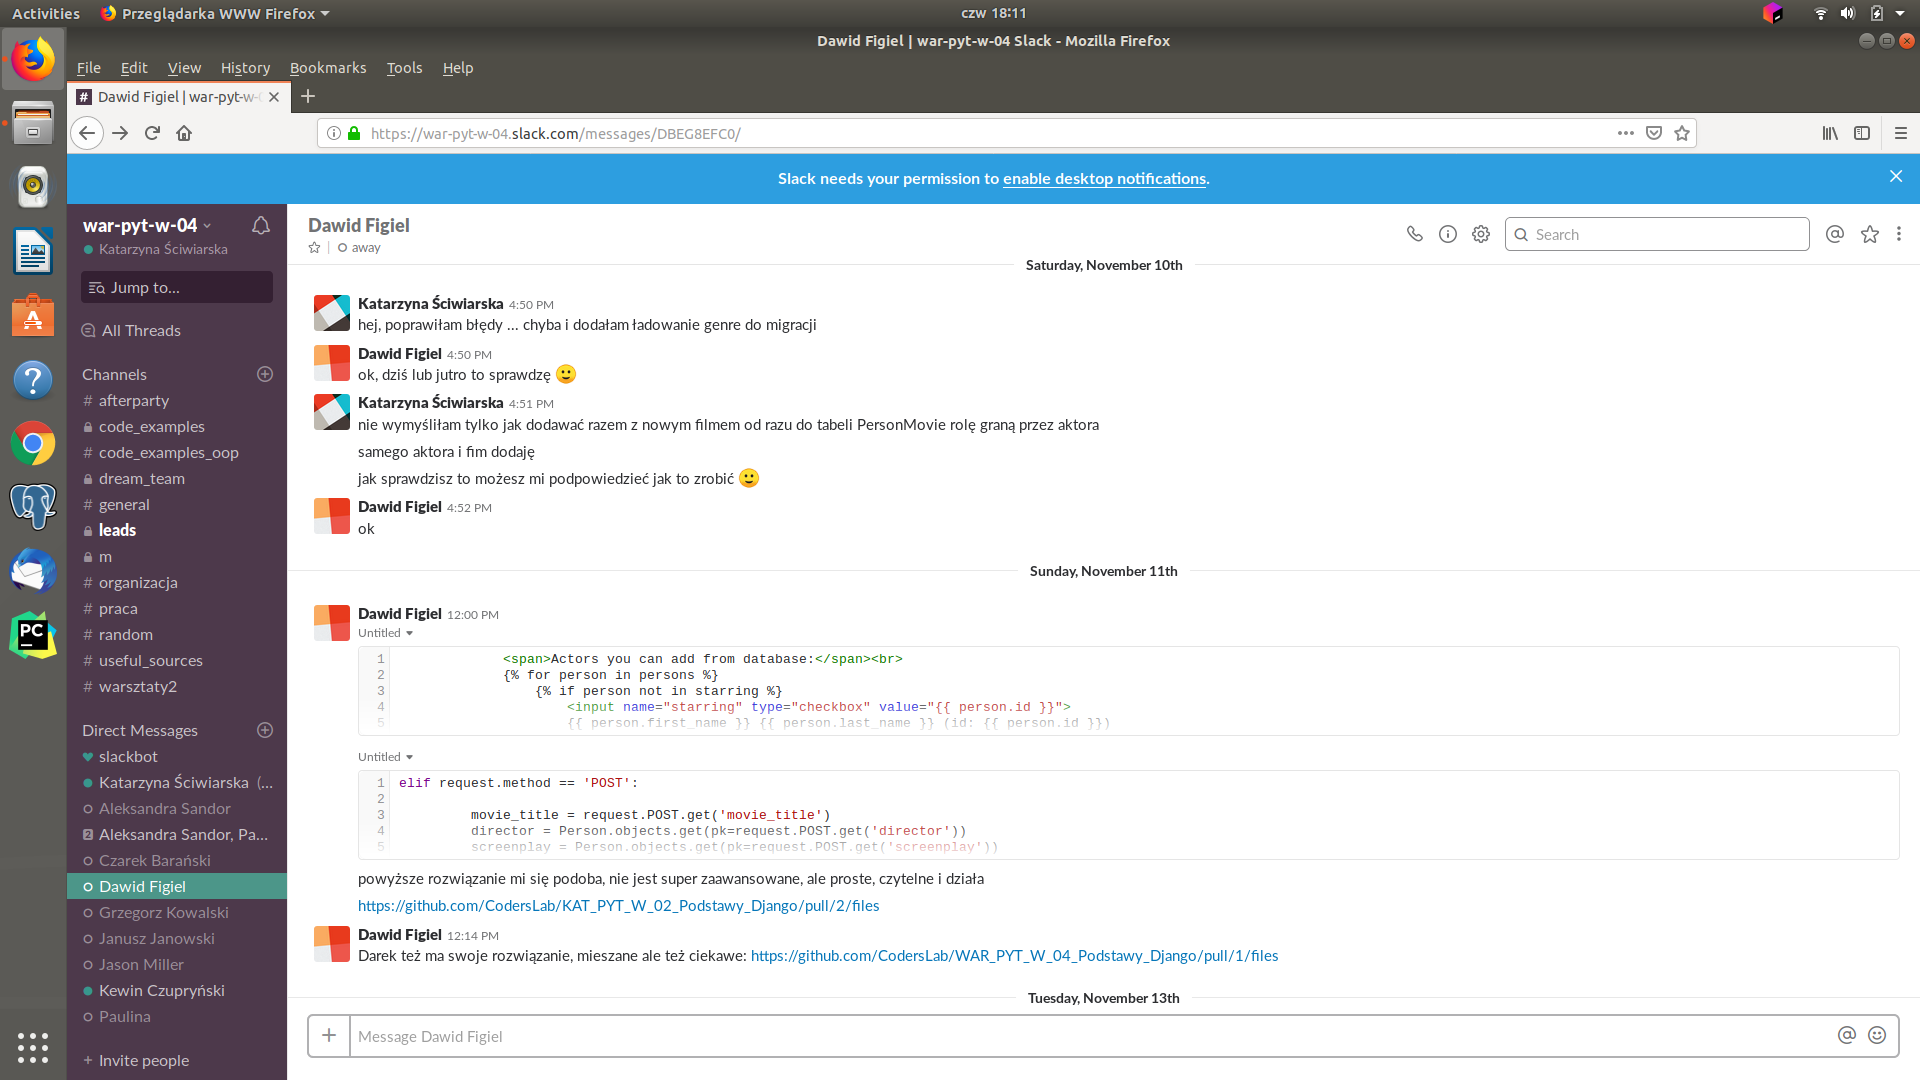 Activities
Przeglądarka WWW Firefox
czw 18:11
Dawid Figiel | war-pyt-w-04 Slack - Mozilla Firefox
File Edit View History Bookmarks Tools Help
# Dawid Figiel | war-pyt-w-
https://war-pyt-w-04.slack.com/messages/DBEG8EFC0/
Slack needs your permission to enable desktop notifications.
war-pyt-w-04
Katarzyna Ściwiarska
Jump to...
All Threads
Channels
# afterparty
code_examples
# code_examples_oop
dream_team
# general
leads
m
# organizacja
# praca
# random
# useful_sources
# warsztaty2
Direct Messages
slackbot
Katarzyna Ściwiarska (...
Aleksandra Sandor
2 Aleksandra Sandor, Pa...
Czarek Barański
Dawid Figiel
Grzegorz Kowalski
Janusz Janowski
Jason Miller
Kewin Czupryński
Paulina
+ Invite people
Dawid Figiel
away
Search
Saturday, November 10th
Katarzyna Ściwiarska 4:50 PM
hej, poprawiłam błędy ... chyba i dodałam ładowanie genre do migracji
Dawid Figiel 4:50 PM
ok, dziś lub jutro to sprawdzę 🙂
Katarzyna Ściwiarska 4:51 PM
nie wymyśliłam tylko jak dodawać razem z nowym filmem od razu do tabeli PersonMovie rolę graną przez aktora
samego aktora i fim dodaję
jak sprawdzisz to możesz mi podpowiedzieć jak to zrobić 🙂
Dawid Figiel 4:52 PM
ok
Sunday, November 11th
Dawid Figiel 12:00 PM
Untitled
1 <span>Actors you can add from database:</span><br>
2 {% for person in persons %}
3 {% if person not in starring %}
4 <input name="starring" type="checkbox" value="{{ person.id }}">
5 {{ person.first_name }} {{ person.last_name }} (id: {{ person.id }})
Untitled
1 elif request.method == 'POST':
2
3 movie_title = request.POST.get('movie_title')
4 director = Person.objects.get(pk=request.POST.get('director'))
5 screenplay = Person.objects.get(pk=request.POST.get('screenplay'))
powyższe rozwiązanie mi się podoba, nie jest super zaawansowane, ale proste, czytelne i działa
https://github.com/CodersLab/KAT_PYT_W_02_Podstawy_Django/pull/2/files
Dawid Figiel 12:14 PM
Darek też ma swoje rozwiązanie, mieszane ale też ciekawe: https://github.com/CodersLab/WAR_PYT_W_04_Podstawy_Django/pull/1/files
Tuesday, November 13th
Message Dawid Figiel
PC